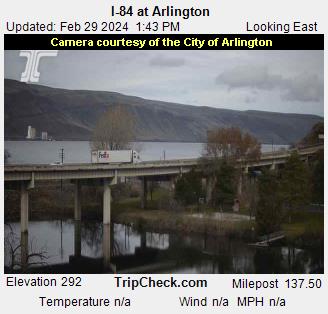 I-84 at Arlington
Updated: Feb 29 2024 1:43 PM Looking East
Camera courtesy of the City of Arlington
FedEx
Elevation 292 TripCheck.com Milepost 137.50
Temperature n/a Wind n/a MPH n/a